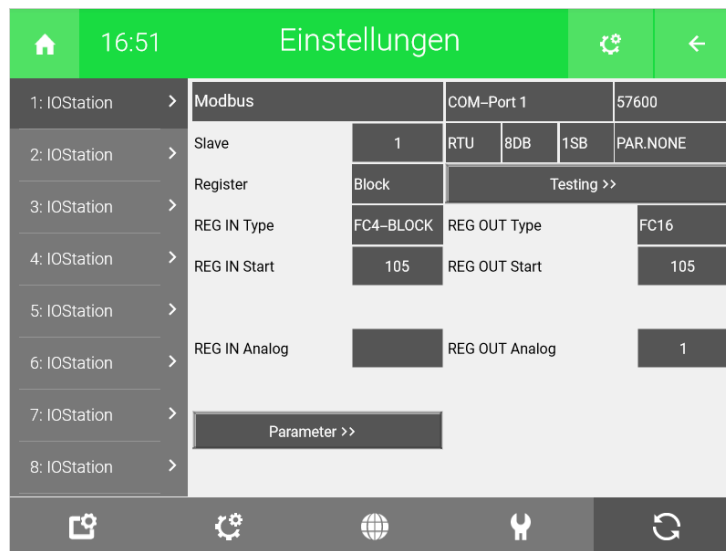 16:51 Einstellungen
1: IOStation
2: IOStation
3: IOStation
4: IOStation
5: IOStation
6: IOStation
7: IOStation
8: IOStation
Modbus COM–Port 1 57600
Slave 1 RTU 8DB 1SB PAR.NONE
Register Block Testing >>
REG IN Type FC4–BLOCK REG OUT Type FC16
REG IN Start 105 REG OUT Start 105
REG IN Analog REG OUT Analog 1
Parameter >>